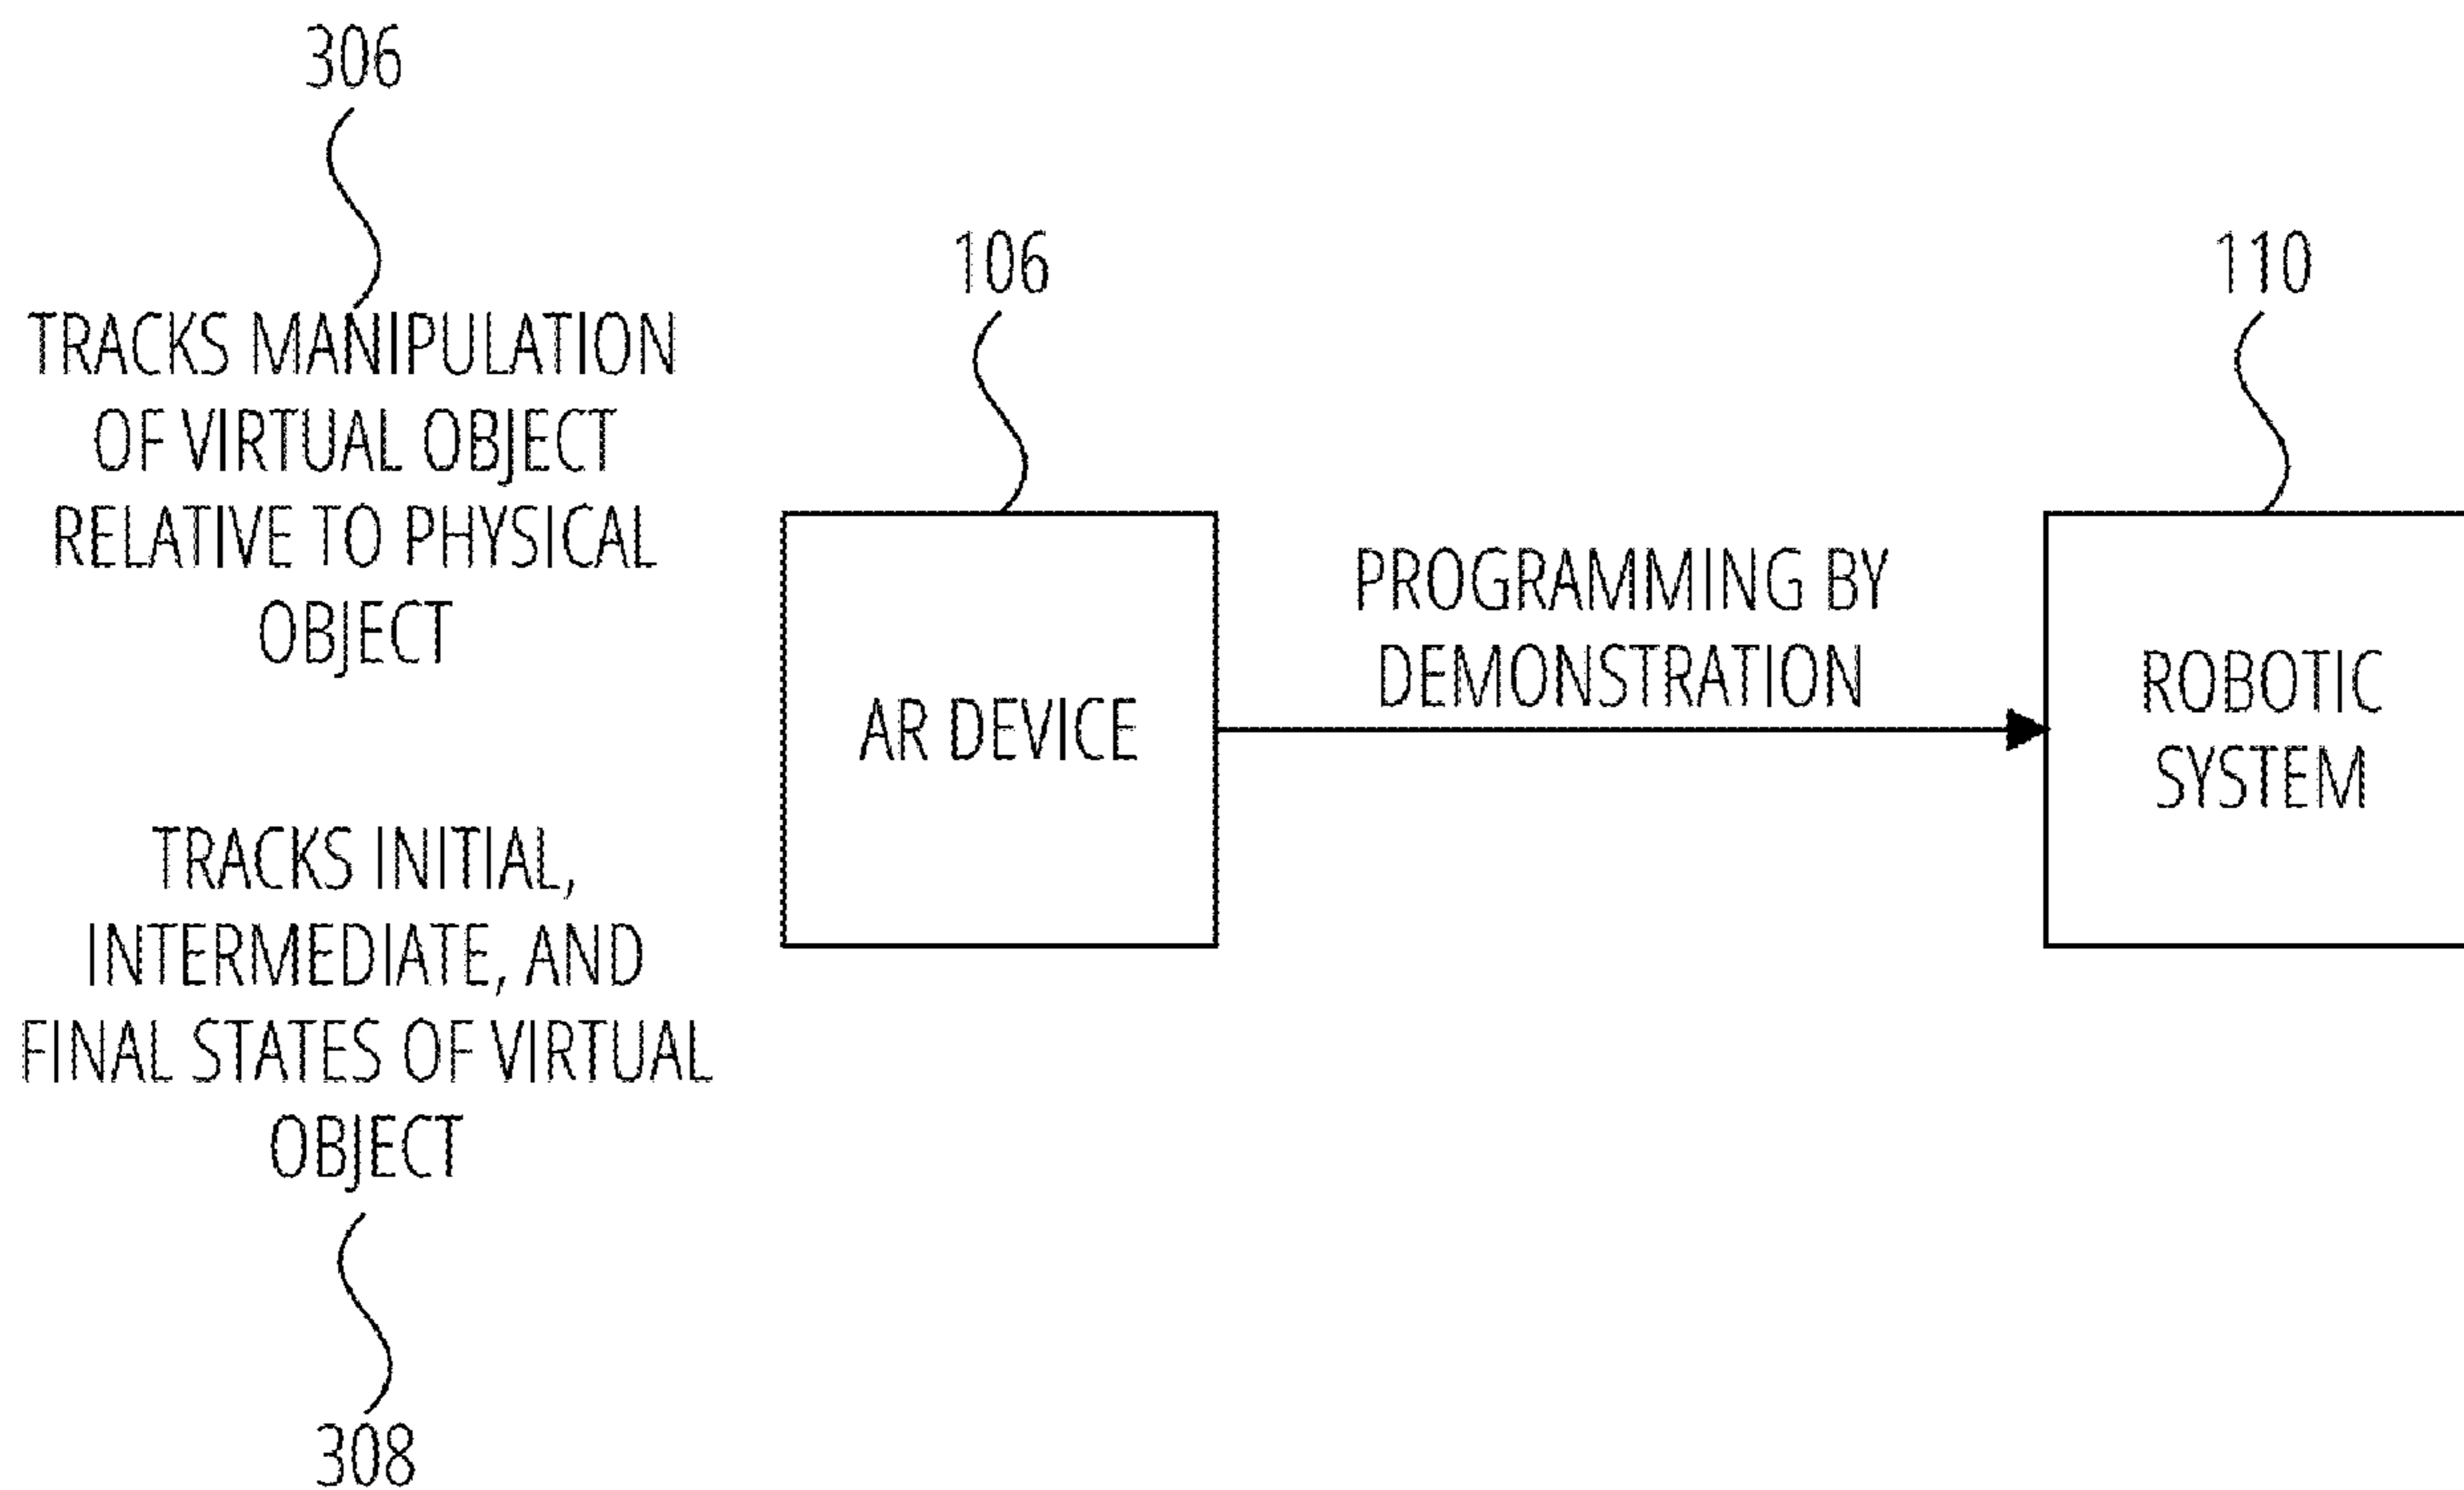 306
TRACKS MANIPULATION
OF VIRTUAL OBJECT
RELATIVE TO PHYSICAL
OBJECT
TRACKS INITIAL,
INTERMEDIATE, AND
FINAL STATES OF VIRTUAL
OBJECT
308
106
AR DEVICE
PROGRAMMING BY
DEMONSTRATION
110
ROBOTIC
SYSTEM